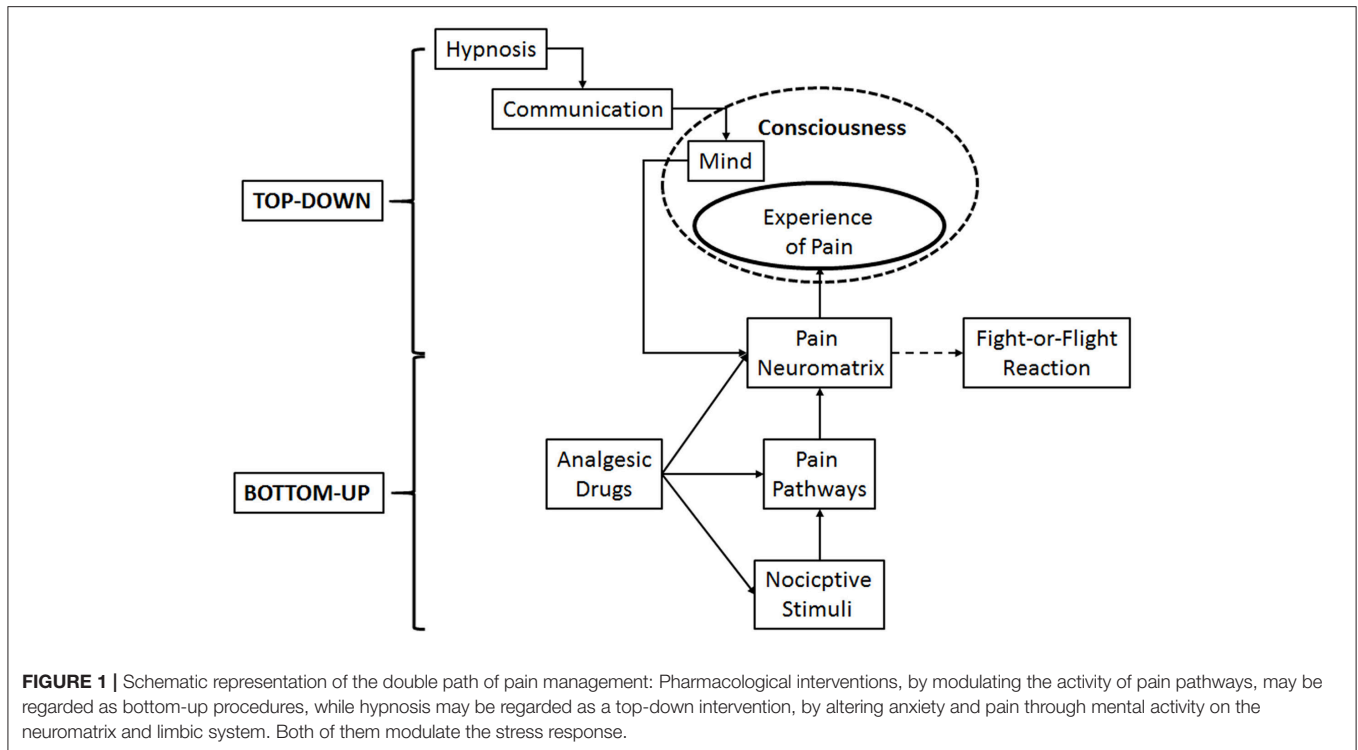 Hypnosis
Communication
Consciousness
Mind
TOP-DOWN
Experience
of Pain
Pain
Neuromatrix
Fight-or-Flight
Reaction
Analgesic
Drugs
Pain
Pathways
BOTTOM-UP
Nocicptive
Stimuli
FIGURE 1 | Schematic representation of the double path of pain management: Pharmacological interventions, by modulating the activity of pain pathways, may be
regarded as bottom-up procedures, while hypnosis may be regarded as a top-down intervention, by altering anxiety and pain through mental activity on the
neuromatrix and limbic system. Both of them modulate the stress response.